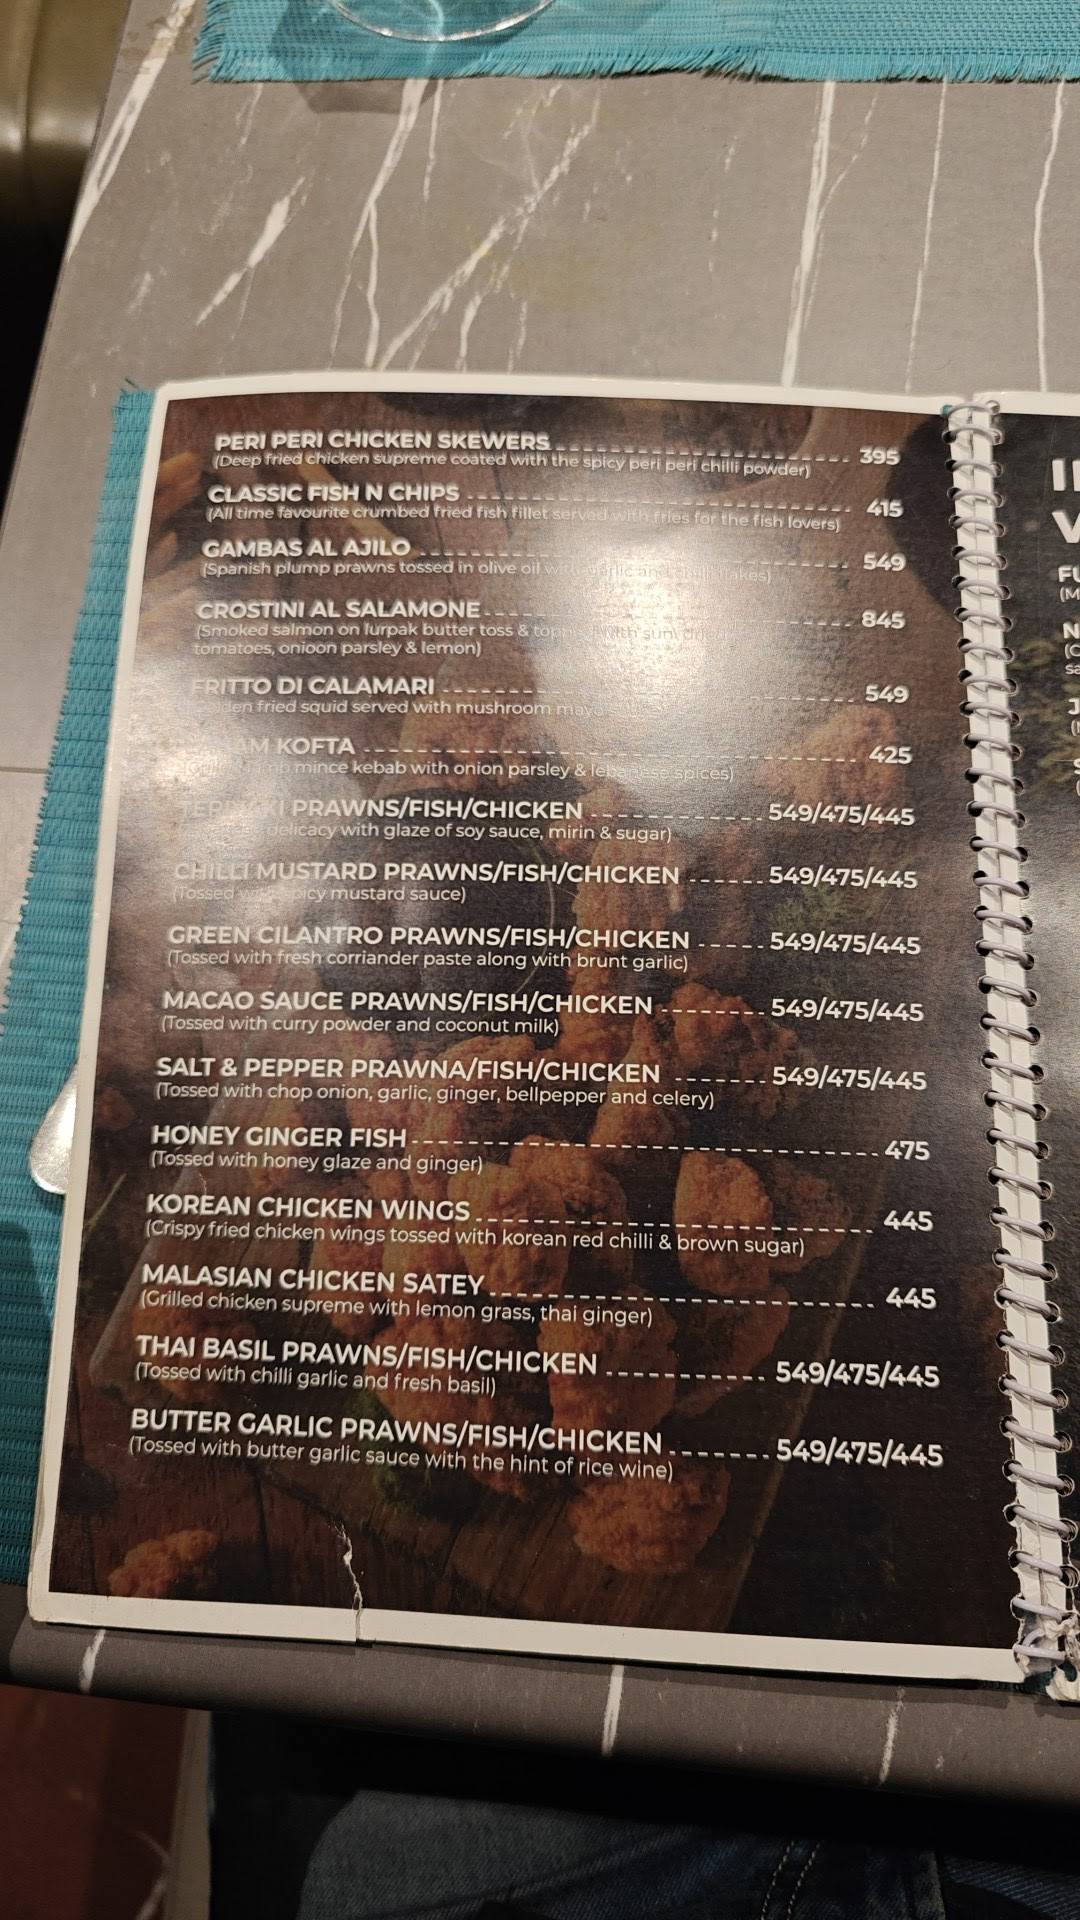 PERI PERI CHICKEN SKEWERS 395
(Deep fried chicken supreme coated with the spicy peri peri chilli powder)
CLASSIC FISH N CHIPS 415
(All time favourite crumbed fried fish fillet served with fries for the fish lovers)
GAMBAS AL AJILO 549
(Spanish plump prawns tossed in olive oil with garlic and chilli flakes)
CROSTINI AL SALAMONE 845
(Smoked salmon on lurpak butter toss & with sun
tomatoes, onioon parsley & lemon)
FRITTO DI CALAMARI 549
fried squid served with mushroom
KOFTA 425
mince kebab with onion parsley & lebanese spices)
PRAWNS/FISH/CHICKEN 549/475/445
delicacy with glaze of soy sauce, mirin & sugar)
CHILLI MUSTARD PRAWNS/FISH/CHICKEN 549/475/445
(Tossed with spicy mustard sauce)
GREEN CILANTRO PRAWNS/FISH/CHICKEN 549/475/445
(Tossed with fresh corriander paste along with brunt garlic)
MACAO SAUCE PRAWNS/FISH/CHICKEN 549/475/445
(Tossed with curry powder and coconut milk)
SALT & PEPPER PRAWNA/FISH/CHICKEN 549/475/445
(Tossed with chop onion, garlic, ginger, bellpepper and celery)
HONEY GINGER FISH 475
(Tossed with honey glaze and ginger)
KOREAN CHICKEN WINGS 445
(Crispy fried chicken wings tossed with korean red chilli & brown sugar)
MALASIAN CHICKEN SATEY 445
(Grilled chicken supreme with lemon grass, thai ginger)
THAI BASIL PRAWNS/FISH/CHICKEN 549/475/445
(Tossed with chilli garlic and fresh basil)
BUTTER GARLIC PRAWNS/FISH/CHICKEN 549/475/445
(Tossed with butter garlic sauce with the hint of rice wine)